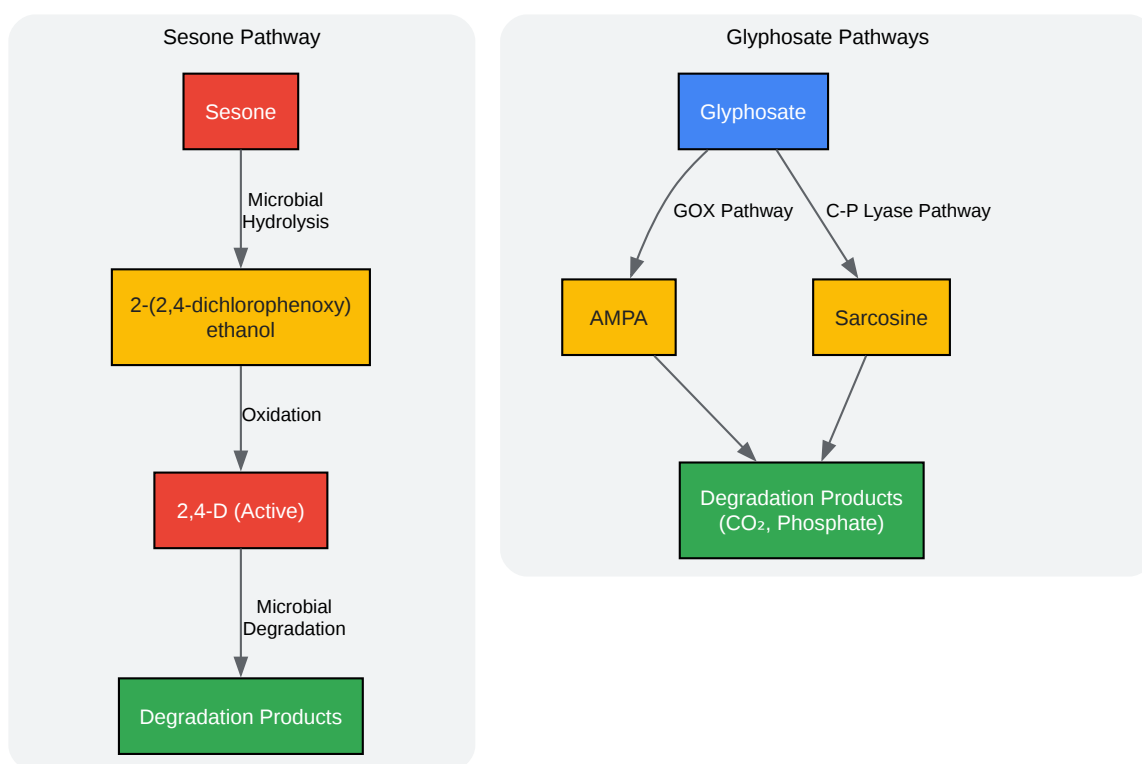 Sesone Pathway
Sesone
Microbial
Hydrolysis
2-(2,4-dichlorophenoxy)
ethanol
Oxidation
2,4-D (Active)
Microbial
Degradation
Degradation Products
Glyphosate Pathways
Glyphosate
GOX Pathway
C-P Lyase Pathway
AMPA
Sarcosine
Degradation Products
(CO₂, Phosphate)